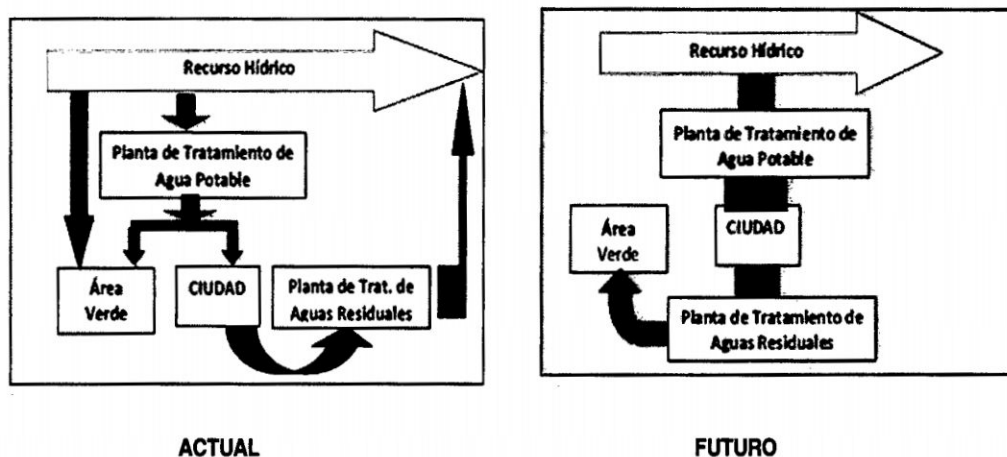 Recurso Hídrico
Planta de Tratamiento de
Agua Potable
Área
Verde
CIUDAD
Planta de Trat. de
Aguas Residuales
ACTUAL
Recurso Hídrico
Planta de Tratamiento de
Agua Potable
Área
Verde
CIUDAD
Planta de Tratamiento de
Aguas Residuales
FUTURO